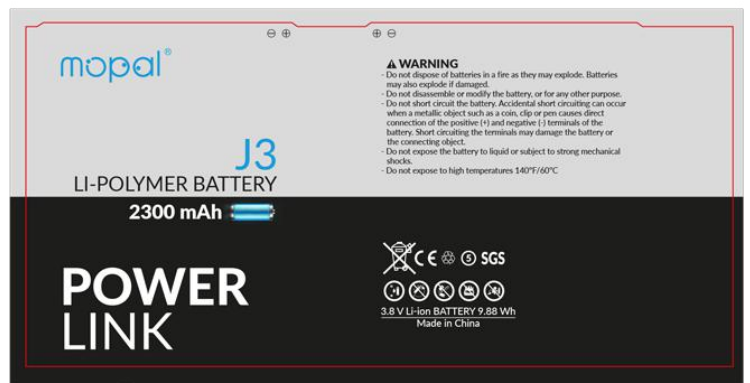 mopal®
J3
LI-POLYMER BATTERY
2300 mAh
POWER
LINK
WARNING
- Do not dispose of batteries in a fire as they may explode. Batteries
may also explode if damaged.
- Do not disassemble or modify the battery, or for any other purpose.
- Do not short circuit the battery. Accidental short circuiting can occur
when a metallic object such as a coin, clip or pen causes direct
connection of the positive (+) and negative (-) terminals of the
battery. Short circuiting the terminals may damage the battery or
the connecting object.
- Do not expose the battery to liquid or subject to strong mechanical
shocks.
- Do not expose to high temperatures 140°F/60°C
CE 5 SGS
3.8 V Li-ion BATTERY 9.88 Wh
Made in China